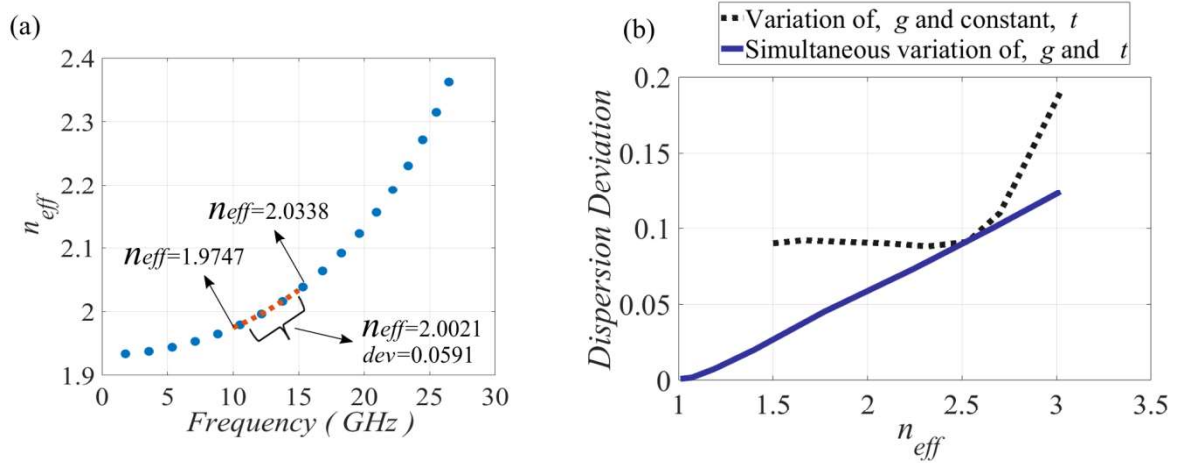 (a)
2.4
2.3
2.2
2.1
2
1.9
n_eff
neff=2.0338
neff=1.9747
neff=2.0021
dev=0.0591
0 5 10 15 20 25 30
Frequency ( GHz )
(b)
Variation of, g and constant, t
Simultaneous variation of, g and t
0.2
0.15
0.1
0.05
0
Dispersion Deviation
1 1.5 2 2.5 3 3.5
n_eff